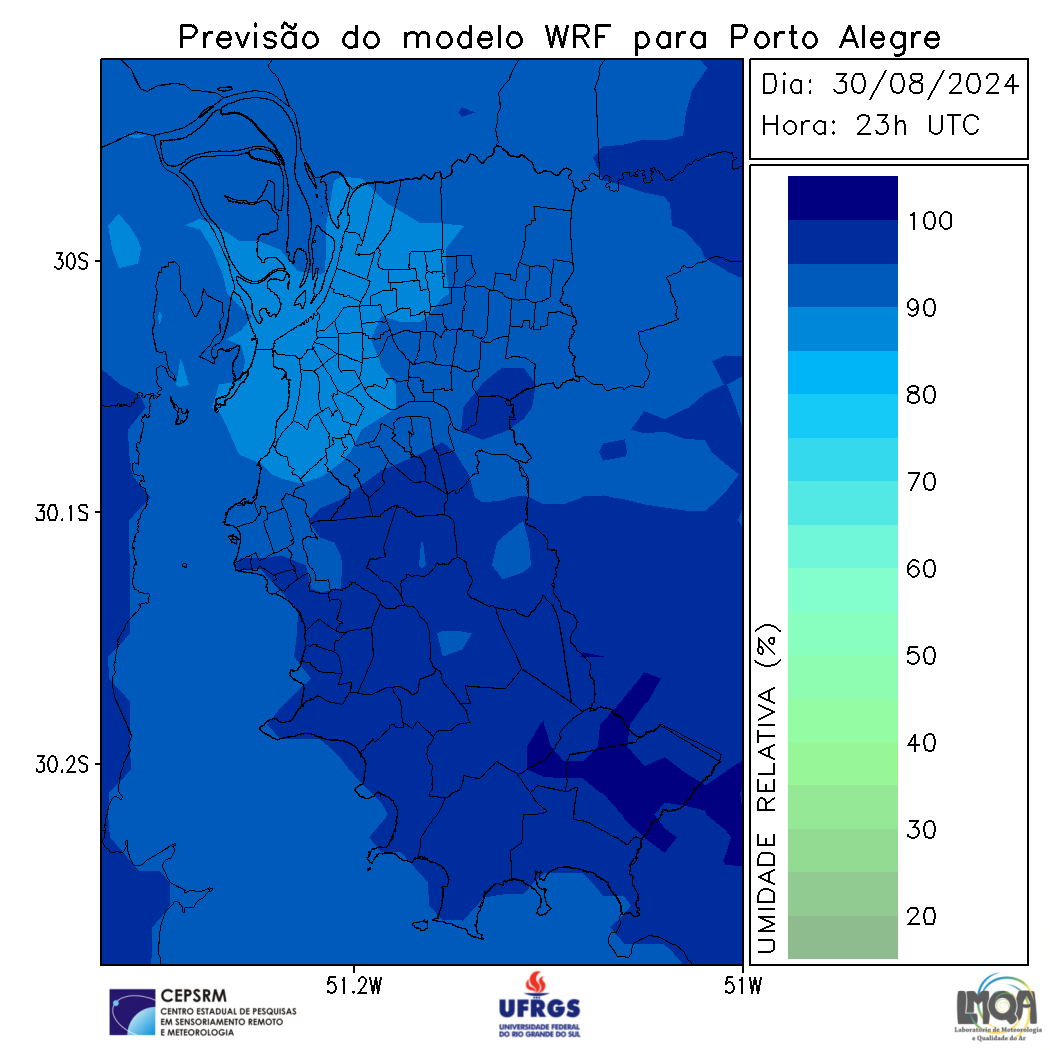 Previsão do modelo WRF para Porto Alegre
Dia: 30/08/2024
Hora: 23h UTC
30S
30.1S
30.2S
51.2W
51W
UMIDADE RELATIVA (%)
100
90
80
70
60
50
40
30
20
CEPSRM
CENTRO ESTADUAL DE PESQUISAS
EM SENSORIAMENTO REMOTO
E METEOROLOGIA
UFRGS
UNIVERSIDADE FEDERAL
DO RIO GRANDE DO SUL
LMQA
Laboratório de Meteorologia
e Qualidade do Ar